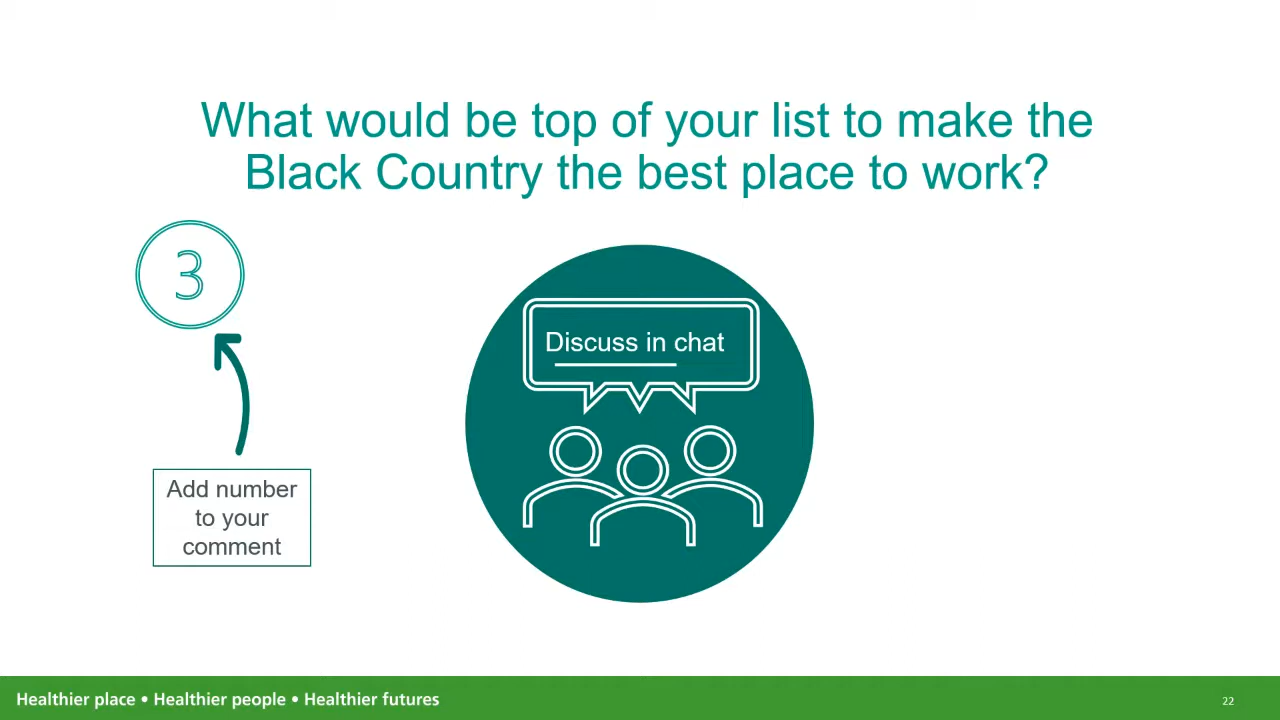 What would be top of your list to make the
Black Country the best place to work?
3
Discuss in chat
Add number
to your
comment
Healthier place • Healthier people • Healthier futures
22